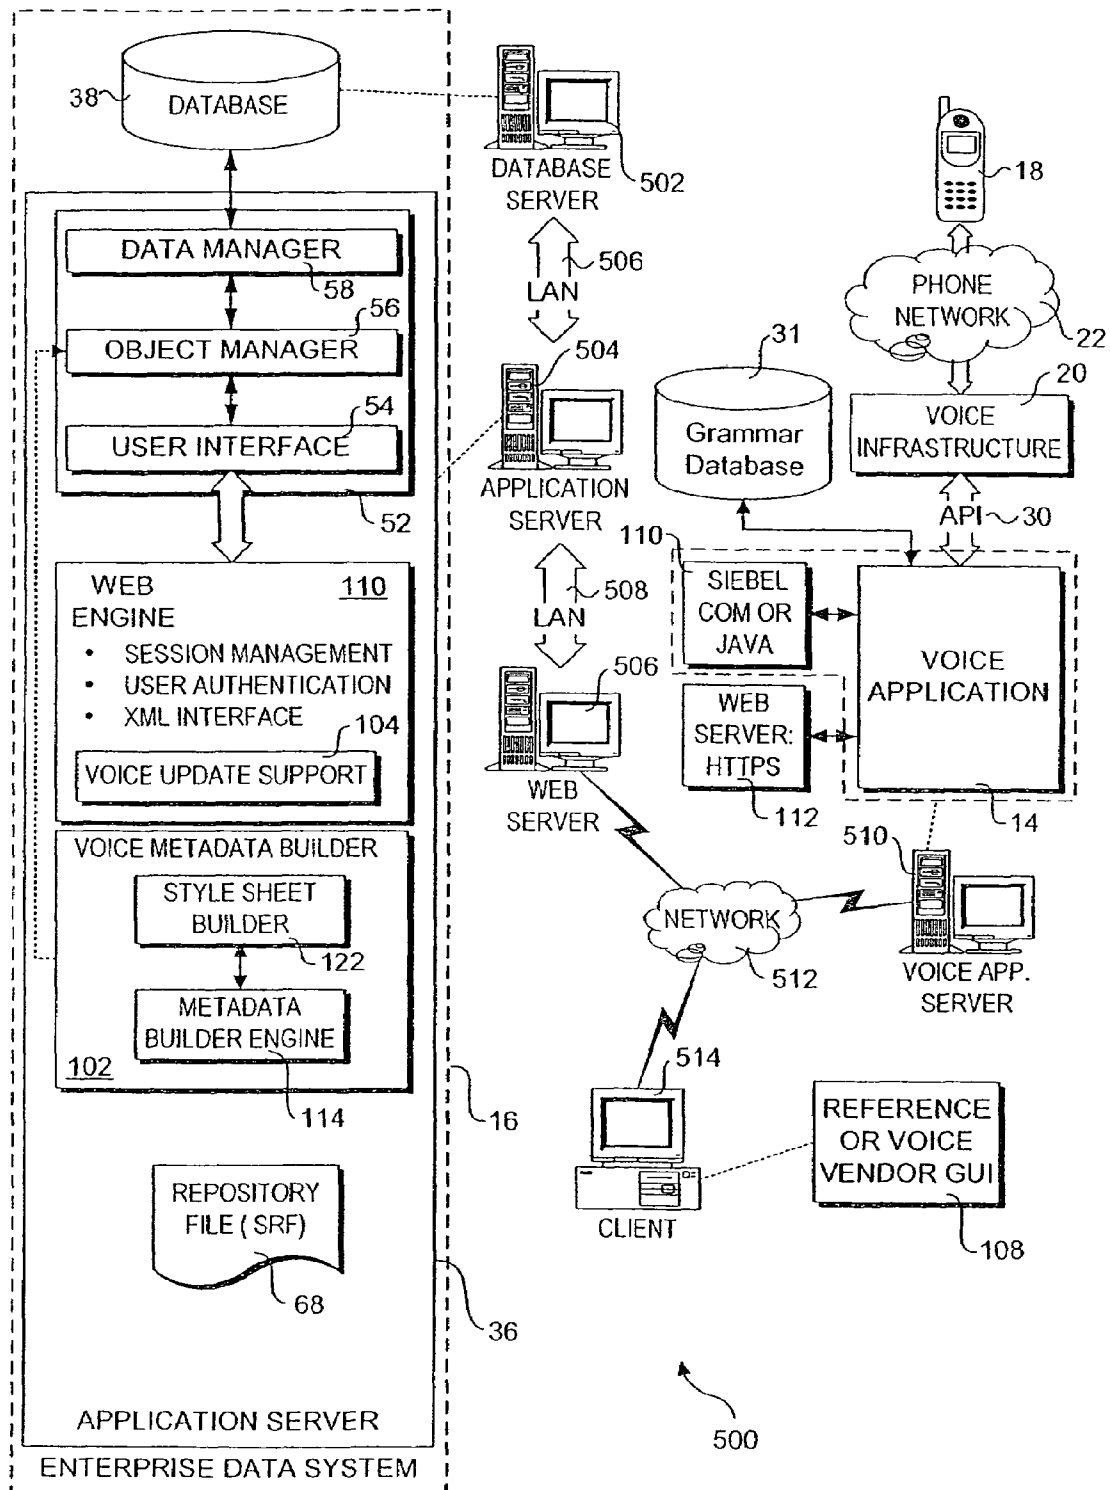 38
DATABASE
DATABASE
SERVER
502
18
DATA MANAGER
58
56
OBJECT MANAGER
54
USER INTERFACE
52
506
LAN
PHONE
NETWORK
22
504
APPLICATION
SERVER
31
Grammar
Database
20
VOICE
INFRASTRUCTURE
API
30
WEB
ENGINE
110
• SESSION MANAGEMENT
• USER AUTHENTICATION
• XML INTERFACE
104
VOICE UPDATE SUPPORT
508
LAN
110
SIEBEL
COM OR
JAVA
VOICE
APPLICATION
506
WEB
SERVER
WEB
SERVER:
HTTPS
112
14
VOICE METADATA BUILDER
STYLE SHEET
BUILDER
122
METADATA
BUILDER ENGINE
102
114
510
NETWORK
512
VOICE APP.
SERVER
16
514
CLIENT
REFERENCE
OR VOICE
VENDOR GUI
108
REPOSITORY
FILE ( SRF)
68
36
500
APPLICATION SERVER
ENTERPRISE DATA SYSTEM